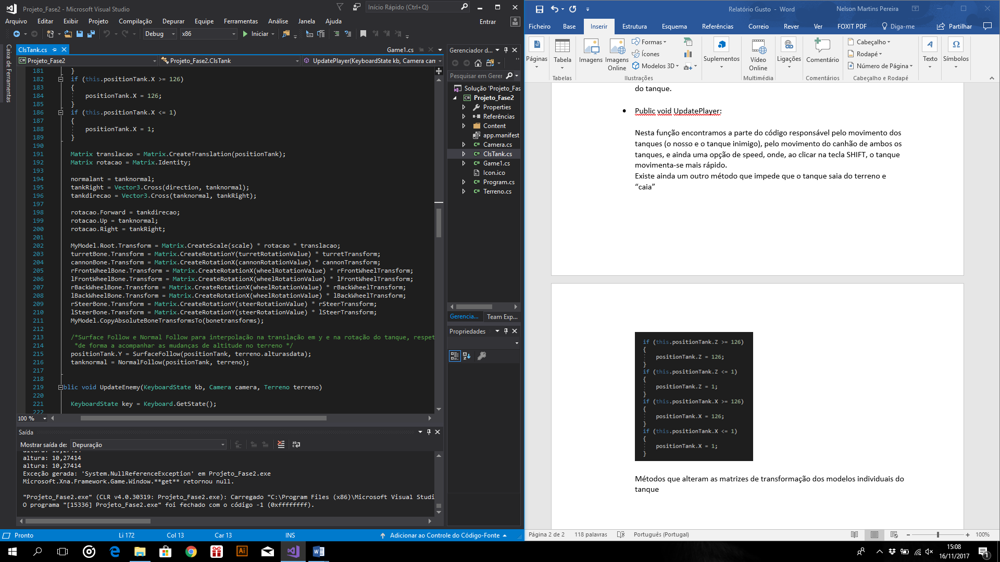 Projeto_Fase2 - Microsoft Visual Studio
Início Rápido (Ctrl+Q)
Arquivo Editar Exibir Projeto Compilação Depurar Equipe Ferramentas Análise Janela Ajuda Entrar
Debug x86 Iniciar
Caixa de Ferramentas
ClsTank.cs Game1.cs
Projeto_Fase2 Projeto_Fase2.ClsTank UpdatePlayer(KeyboardState kb, Camera cam
181 }
182 if (this.positionTank.X >= 126)
183 {
184 positionTank.X = 126;
185 }
186 if (this.positionTank.X <= 1)
187 {
188 positionTank.X = 1;
189 }
190
191 Matrix translacao = Matrix.CreateTranslation(positionTank);
192 Matrix rotacao = Matrix.Identity;
193
194 normalant = tanknormal;
195 tankRight = Vector3.Cross(direction, tanknormal);
196 tankdirecao = Vector3.Cross(tanknormal, tankRight);
197
198 rotacao.Forward = tankdirecao;
199 rotacao.Up = tanknormal;
200 rotacao.Right = tankRight;
201
202 MyModel.Root.Transform = Matrix.CreateScale(scale) * rotacao * translacao;
203 turretBone.Transform = Matrix.CreateRotationY(turretRotationValue) * turretTransform;
204 cannonBone.Transform = Matrix.CreateRotationX(cannonRotationValue) * cannonTransform;
205 rFrontWheelBone.Transform = Matrix.CreateRotationX(wheelRotationValue) * rFrontWheelTransform;
206 lFrontWheelBone.Transform = Matrix.CreateRotationX(wheelRotationValue) * lFrontWheelTransform;
207 rBackWheelBone.Transform = Matrix.CreateRotationX(wheelRotationValue) * rBackWheelTransform;
208 lBackWheelBone.Transform = Matrix.CreateRotationX(wheelRotationValue) * lBackWheelTransform;
209 rSteerBone.Transform = Matrix.CreateRotationY(steerRotationValue) * rSteerTransform;
210 lSteerBone.Transform = Matrix.CreateRotationY(steerRotationValue) * lSteerTransform;
211 MyModel.CopyAbsoluteBoneTransformsTo(bonetransforms);
212
213 /*Surface Follow e Normal Follow para interpolação na translação em y e na rotação do tanque, respet
214 *de forma a acompanhar as mudanças de altitude no terreno */
215 positionTank.Y = SurfaceFollow(positionTank, terreno.alturasdata);
216 tanknormal = NormalFollow(positionTank, terreno);
217
218
219 blic void UpdateEnemy(KeyboardState kb, Camera camera, Terreno terreno)
220
221 KeyboardState key = Keyboard.GetState();
222
100 %
Saída
Mostrar saída de: Depuração
altura: 10,27414
altura: 10,27414
altura: 10,27414
Exceção gerada: 'System.NullReferenceException' em Projeto_Fase2.exe
Microsoft.Xna.Framework.Game.Window.**get** retornou null.
"Projeto_Fase2.exe" (CLR v4.0.30319: Projeto_Fase2.exe): Carregado "C:\Program Files (x86)\Microsoft Visual Studi
O programa "[15336] Projeto_Fase2.exe" foi fechado com o código -1 (0xffffffff).
Pronto Li 172 Col 13 Car 13 INS Adicionar ao Controle do Código-Fonte
Gerenciador d...
Pesquisar em Geren
Solução 'Projeto_Fas
Projeto_Fase2
Properties
Referências
Content
app.manifest
Camera.cs
ClsTank.cs
Game1.cs
Icon.ico
Program.cs
Terreno.cs
Gerencia... Team Exp...
Propriedades
Relatório Gusto - Word Nelson Martins Pereira
Ficheiro Base Inserir Estrutura Esquema Referências Correio Rever Ver FOXIT PDF Diga-me Partilhar
Páginas
Tabela
Tabelas
Imagens
Imagens Online
Formas
Ícones
Modelos 3D
Ilustrações
Suplementos
Vídeo Online
Multimédia
Ligações
Comentário
Comentários
Cabeçalho
Rodapé
Número de Página
Cabeçalho e Rodapé
Texto
Símbolos
do tanque.
• Public void UpdatePlayer:
Nesta função encontramos a parte do código responsável pelo movimento dos
tanques (o nosso e o tanque inimigo), pelo movimento do canhão de ambos os
tanques, e ainda uma opção de speed, onde, ao clicar na tecla SHIFT, o tanque
movimenta-se mais rápido.
Existe ainda um outro método que impede que o tanque saia do terreno e
“caia”
if (this.positionTank.Z >= 126)
{
positionTank.Z = 126;
}
if (this.positionTank.Z <= 1)
{
positionTank.Z = 1;
}
if (this.positionTank.X >= 126)
{
positionTank.X = 126;
}
if (this.positionTank.X <= 1)
{
positionTank.X = 1;
}
Métodos que alteram as matrizes de transformação dos modelos individuais do
tanque
Página 2 de 2 118 palavras Português (Portugal) 100%
15:08
16/11/2017